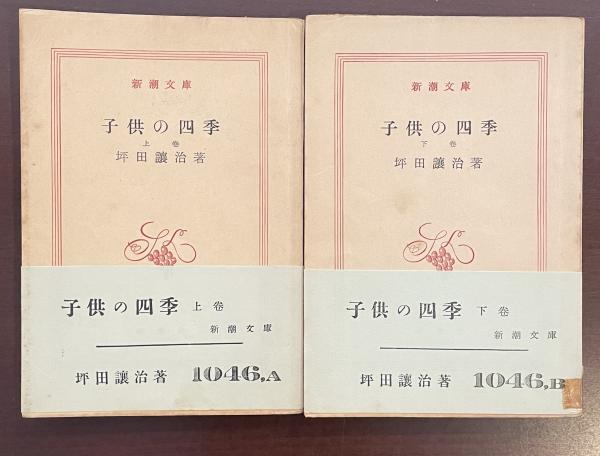 新潮文庫
子供の四季
上巻
坪田譲治著
子供の四季 上巻
新潮文庫
坪田譲治著 1046,A
新潮文庫
子供の四季
下巻
坪田譲治著
子供の四季 下巻
新潮文庫
坪田譲治著 1046,B